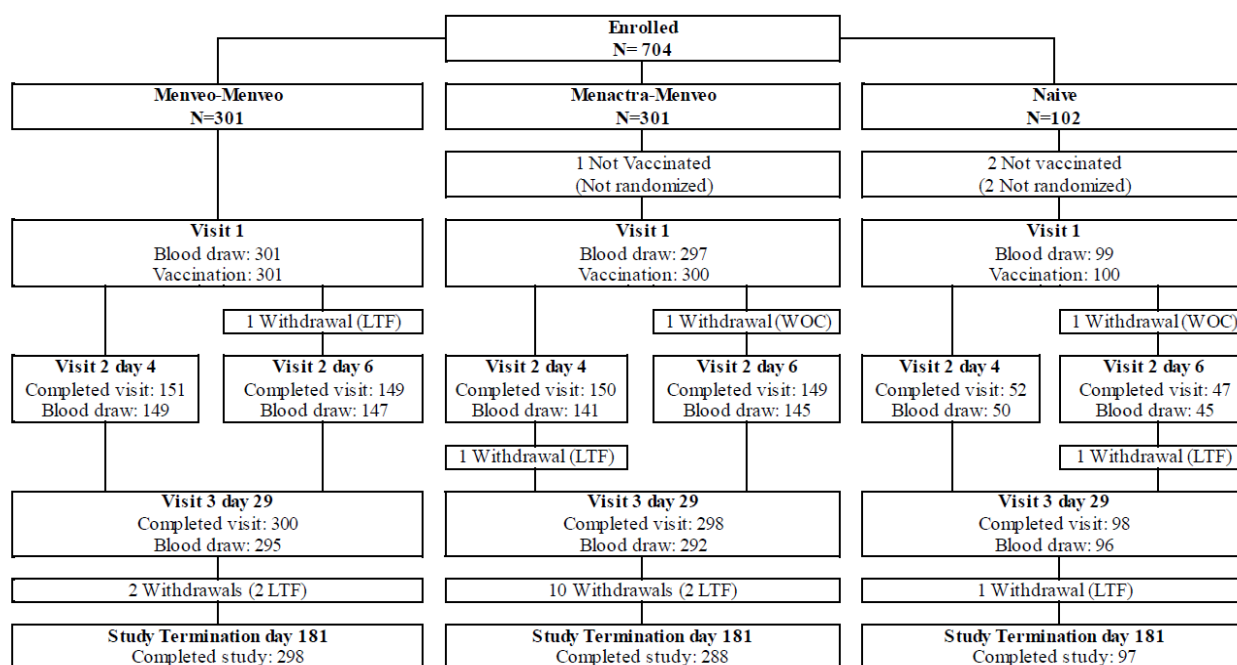 Enrolled
N= 704
Menveo-Menveo
N=301
Menactra-Menveo
N=301
Naive
N=102
1 Not Vaccinated
(Not randomized)
2 Not vaccinated
(2 Not randomized)
Visit 1
Blood draw: 301
Vaccination: 301
Visit 1
Blood draw: 297
Vaccination: 300
Visit 1
Blood draw: 99
Vaccination: 100
1 Withdrawal (LTF)
1 Withdrawal (WOC)
1 Withdrawal (WOC)
Visit 2 day 4
Completed visit: 151
Blood draw: 149
Visit 2 day 6
Completed visit: 149
Blood draw: 147
Visit 2 day 4
Completed visit: 150
Blood draw: 141
Visit 2 day 6
Completed visit: 149
Blood draw: 145
Visit 2 day 4
Completed visit: 52
Blood draw: 50
Visit 2 day 6
Completed visit: 47
Blood draw: 45
1 Withdrawal (LTF)
1 Withdrawal (LTF)
Visit 3 day 29
Completed visit: 300
Blood draw: 295
Visit 3 day 29
Completed visit: 298
Blood draw: 292
Visit 3 day 29
Completed visit: 98
Blood draw: 96
2 Withdrawals (2 LTF)
10 Withdrawals (2 LTF)
1 Withdrawal (LTF)
Study Termination day 181
Completed study: 298
Study Termination day 181
Completed study: 288
Study Termination day 181
Completed study: 97